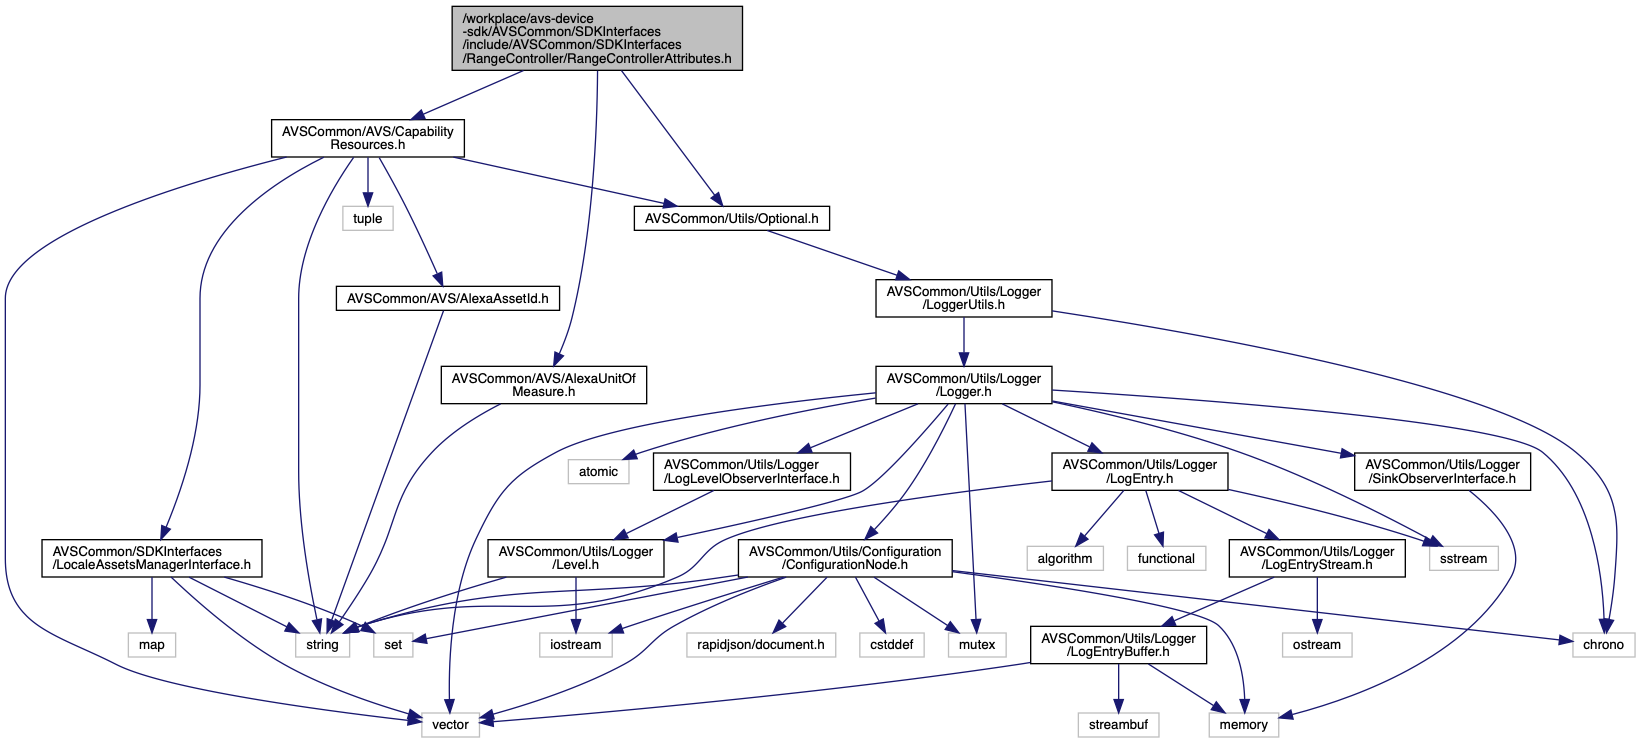 /workplace/avs-device
-sdk/AVSCommon/SDKInterfaces
/include/AVSCommon/SDKInterfaces
/RangeController/RangeControllerAttributes.h
AVSCommon/AVS/Capability
Resources.h
tuple
AVSCommon/Utils/Optional.h
AVSCommon/AVS/AlexaAssetId.h
AVSCommon/Utils/Logger
/LoggerUtils.h
AVSCommon/AVS/AlexaUnitOf
Measure.h
AVSCommon/Utils/Logger
/Logger.h
atomic
AVSCommon/Utils/Logger
/LogLevelObserverInterface.h
AVSCommon/Utils/Logger
/LogEntry.h
AVSCommon/Utils/Logger
/SinkObserverInterface.h
AVSCommon/SDKInterfaces
/LocaleAssetsManagerInterface.h
AVSCommon/Utils/Logger
/Level.h
AVSCommon/Utils/Configuration
/ConfigurationNode.h
algorithm
functional
AVSCommon/Utils/Logger
/LogEntryStream.h
sstream
map
string
set
iostream
rapidjson/document.h
cstddef
mutex
AVSCommon/Utils/Logger
/LogEntryBuffer.h
ostream
chrono
vector
streambuf
memory